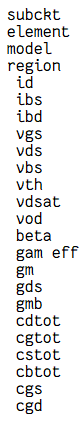 subckt
element
model
region
id
ibs
ibd
vgs
vds
vbs
vth
vdsat
vod
beta
gam eff
gm
gds
gmb
cdtot
cgtot
cstot
cbtot
cgs
cgd